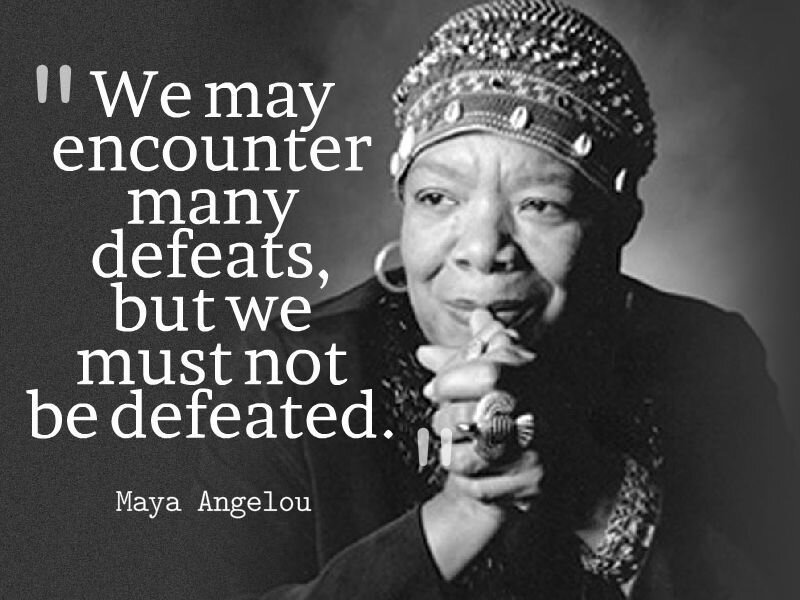 "We may
encounter
many
defeats,
but we
must not
be defeated."
Maya Angelou